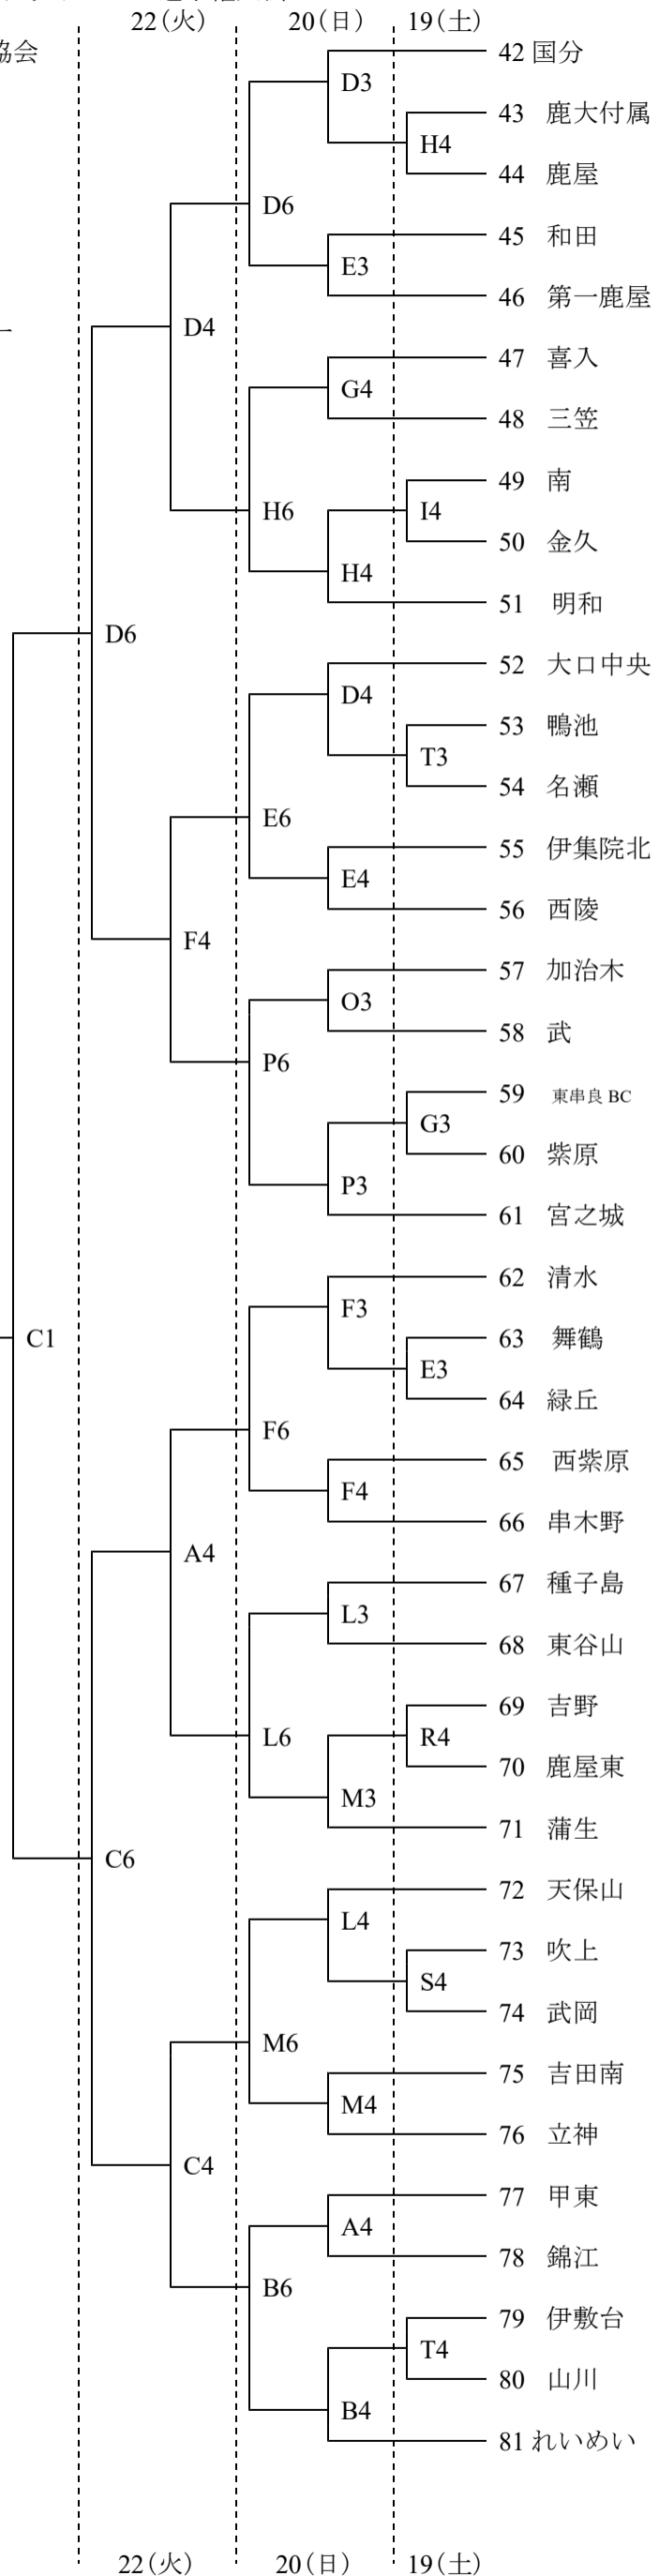 22（火）
20（日）
19（土）
協会
42 国分
D3
43 鹿大付属
H4
44 鹿屋
D6
45 和田
E3
46 第一鹿屋
D4
47 喜入
G4
48 三笠
49 南
H6
I4
50 金久
H4
51 明和
D6
52 大口中央
D4
53 鴨池
T3
54 名瀬
E6
55 伊集院北
E4
56 西陵
F4
57 加治木
O3
58 武
P6
59 東串良 BC
G3
60 紫原
P3
61 宮之城
62 清水
F3
63 舞鶴
C1
E3
64 緑丘
F6
65 西紫原
F4
66 串木野
A4
67 種子島
L3
68 東谷山
69 吉野
L6
R4
70 鹿屋東
M3
71 蒲生
C6
72 天保山
L4
73 吹上
S4
74 武岡
M6
75 吉田南
M4
76 立神
C4
77 甲東
A4
78 錦江
B6
79 伊敷台
T4
80 山川
B4
81 れいめい
22（火）
20（日）
19（土）